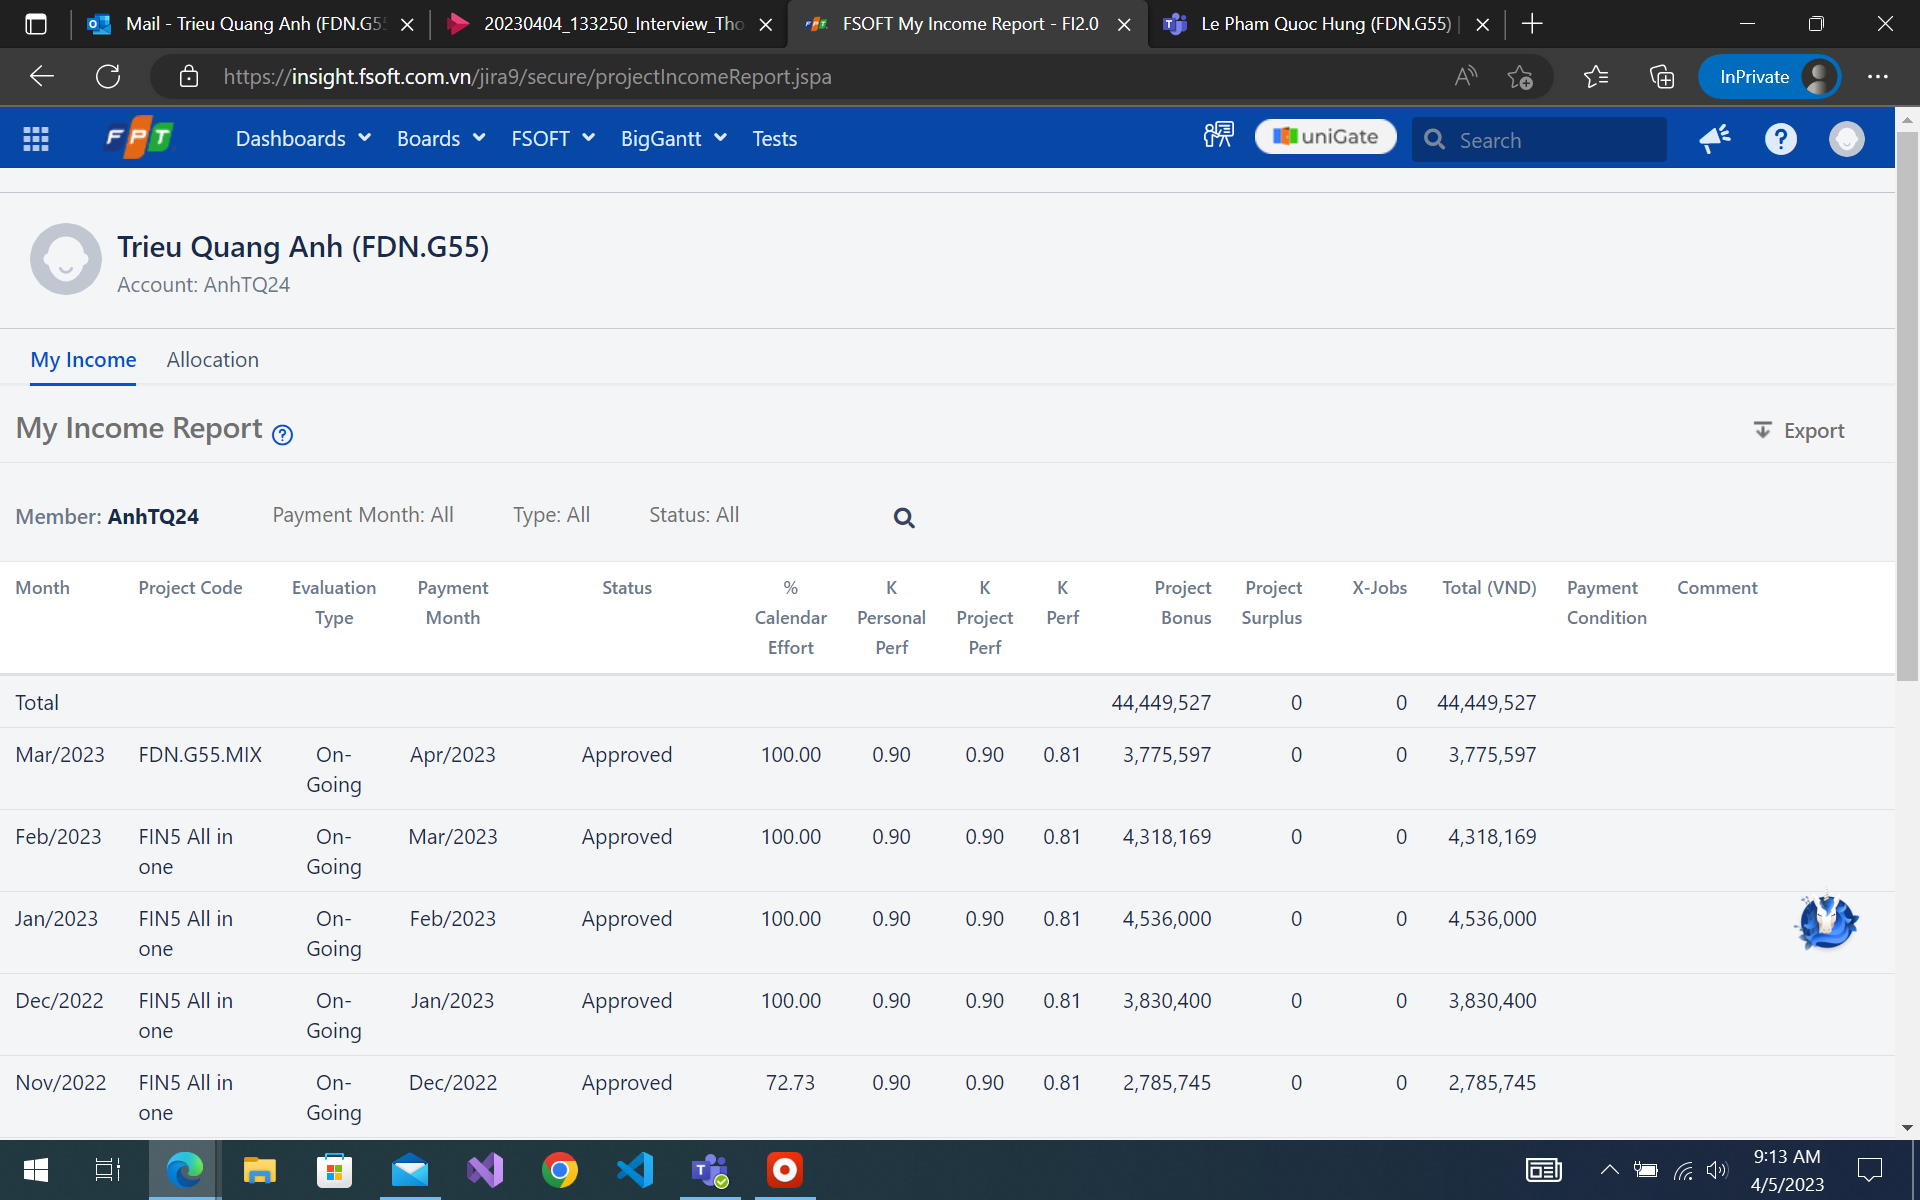 Mail - Trieu Quang Anh (FDN.G55
20230404_133250_Interview_Tho
FSOFT My Income Report - FI2.0
Le Pham Quoc Hung (FDN.G55) |
https://insight.fsoft.com.vn/jira9/secure/projectIncomeReport.jspa
InPrivate
FPT
Dashboards
Boards
FSOFT
BigGantt
Tests
uniGate
Search
Trieu Quang Anh (FDN.G55)
Account: AnhTQ24
My Income
Allocation
My Income Report
Export
Member: AnhTQ24
Payment Month: All
Type: All
Status: All
Month Project Code Evaluation Payment Status % K K K Project Project X-Jobs Total (VND) Payment Comment
Type Month Calendar Personal Project Perf Bonus Surplus Condition
Effort Perf Perf
Total 44,449,527 0 0 44,449,527
Mar/2023 FDN.G55.MIX On- Apr/2023 Approved 100.00 0.90 0.90 0.81 3,775,597 0 0 3,775,597
Going
Feb/2023 FIN5 All in On- Mar/2023 Approved 100.00 0.90 0.90 0.81 4,318,169 0 0 4,318,169
one Going
Jan/2023 FIN5 All in On- Feb/2023 Approved 100.00 0.90 0.90 0.81 4,536,000 0 0 4,536,000
one Going
Dec/2022 FIN5 All in On- Jan/2023 Approved 100.00 0.90 0.90 0.81 3,830,400 0 0 3,830,400
one Going
Nov/2022 FIN5 All in On- Dec/2022 Approved 72.73 0.90 0.90 0.81 2,785,745 0 0 2,785,745
one Going
9:13 AM
4/5/2023